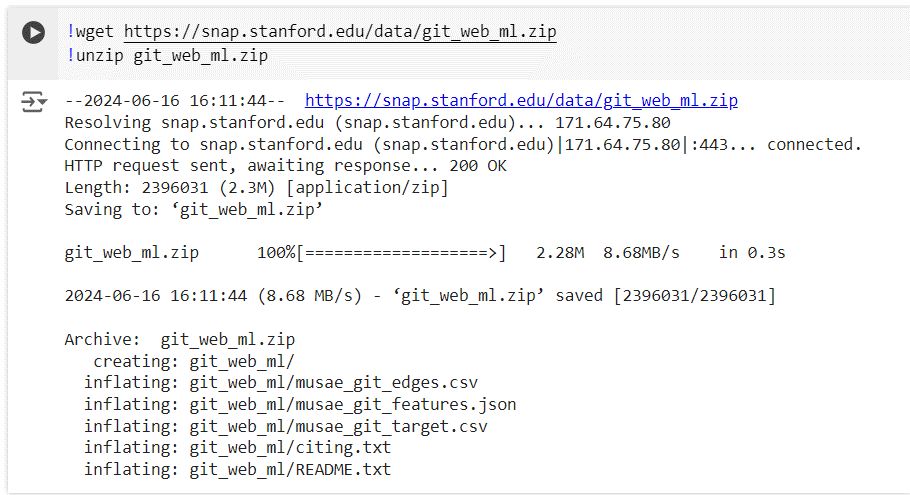 !wget https://snap.stanford.edu/data/git_web_ml.zip
!unzip git_web_ml.zip
--2024-06-16 16:11:44--  https://snap.stanford.edu/data/git_web_ml.zip
Resolving snap.stanford.edu (snap.stanford.edu)... 171.64.75.80
Connecting to snap.stanford.edu (snap.stanford.edu)|171.64.75.80|:443... connected.
HTTP request sent, awaiting response... 200 OK
Length: 2396031 (2.3M) [application/zip]
Saving to: ‘git_web_ml.zip’
git_web_ml.zip      100%[===================>]   2.28M  8.68MB/s    in 0.3s
2024-06-16 16:11:44 (8.68 MB/s) - ‘git_web_ml.zip’ saved [2396031/2396031]
Archive:  git_web_ml.zip
   creating: git_web_ml/
  inflating: git_web_ml/musae_git_edges.csv
  inflating: git_web_ml/musae_git_features.json
  inflating: git_web_ml/musae_git_target.csv
  inflating: git_web_ml/citing.txt
  inflating: git_web_ml/README.txt